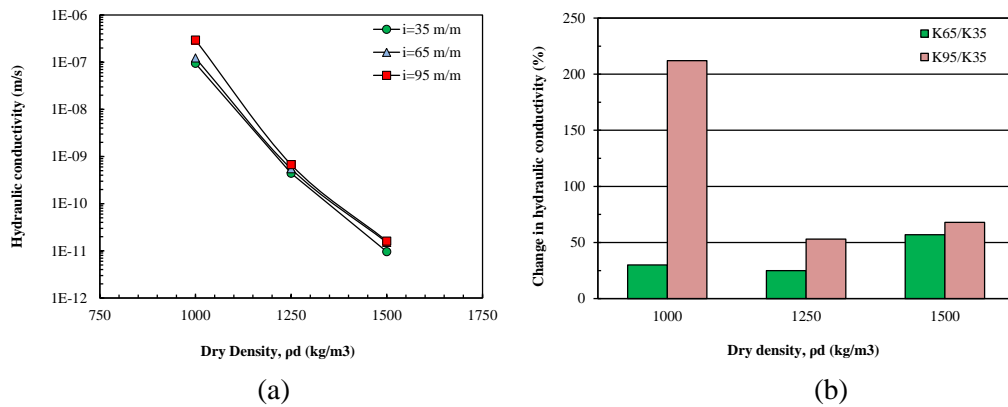 1E-06
1E-07
1E-08
1E-09
1E-10
1E-11
1E-12
Hydraulic conductivity (m/s)
i=35 m/m
i=65 m/m
i=95 m/m
750
1000
1250
1500
1750
Dry Density, ρd (kg/m3)
(a)
250
200
150
100
50
0
Change in hydraulic conductivity (%)
K65/K35
K95/K35
1000
1250
1500
Dry density, ρd (kg/m3)
(b)